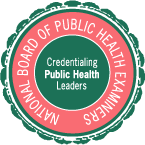 NATIONAL BOARD OF PUBLIC HEALTH EXAMINERS
Credentialing
Public Health
Leaders